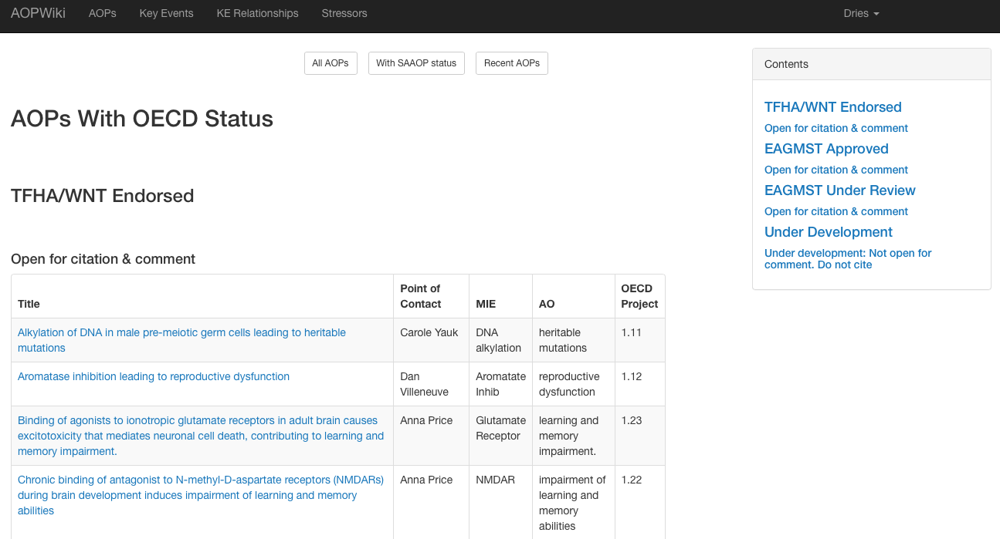 AOPWiki AOPs Key Events KE Relationships Stressors Dries
All AOPs With SAAOP status Recent AOPs
AOPs With OECD Status
TFHA/WNT Endorsed
Open for citation & comment
Title Point of Contact MIE AO OECD Project
Alkylation of DNA in male pre-meiotic germ cells leading to heritable
mutations
Carole Yauk
DNA
alkylation
heritable
mutations
1.11
Aromatase inhibition leading to reproductive dysfunction
Dan
Villeneuve
Aromatate
Inhib
reproductive
dysfunction
1.12
Binding of agonists to ionotropic glutamate receptors in adult brain causes
excitotoxicity that mediates neuronal cell death, contributing to learning and
memory impairment.
Anna Price
Glutamate
Receptor
learning and
memory
impairment.
1.23
Chronic binding of antagonist to N-methyl-D-aspartate receptors (NMDARs)
during brain development induces impairment of learning and memory
abilities
Anna Price
NMDAR
impairment of
learning and
memory
abilities
1.22
Contents
TFHA/WNT Endorsed
Open for citation & comment
EAGMST Approved
Open for citation & comment
EAGMST Under Review
Open for citation & comment
Under Development
Under development: Not open for
comment. Do not cite